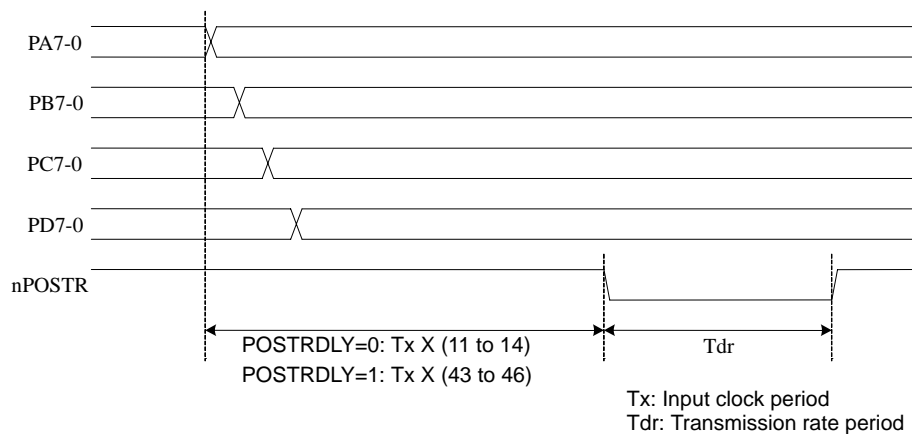 PA7-0
PB7-0
PC7-0
PD7-0
nPOSTR
POSTRDLY=0: Tx X (11 to 14)
POSTRDLY=1: Tx X (43 to 46)
Tdr
Tx: Input clock period
Tdr: Transmission rate period